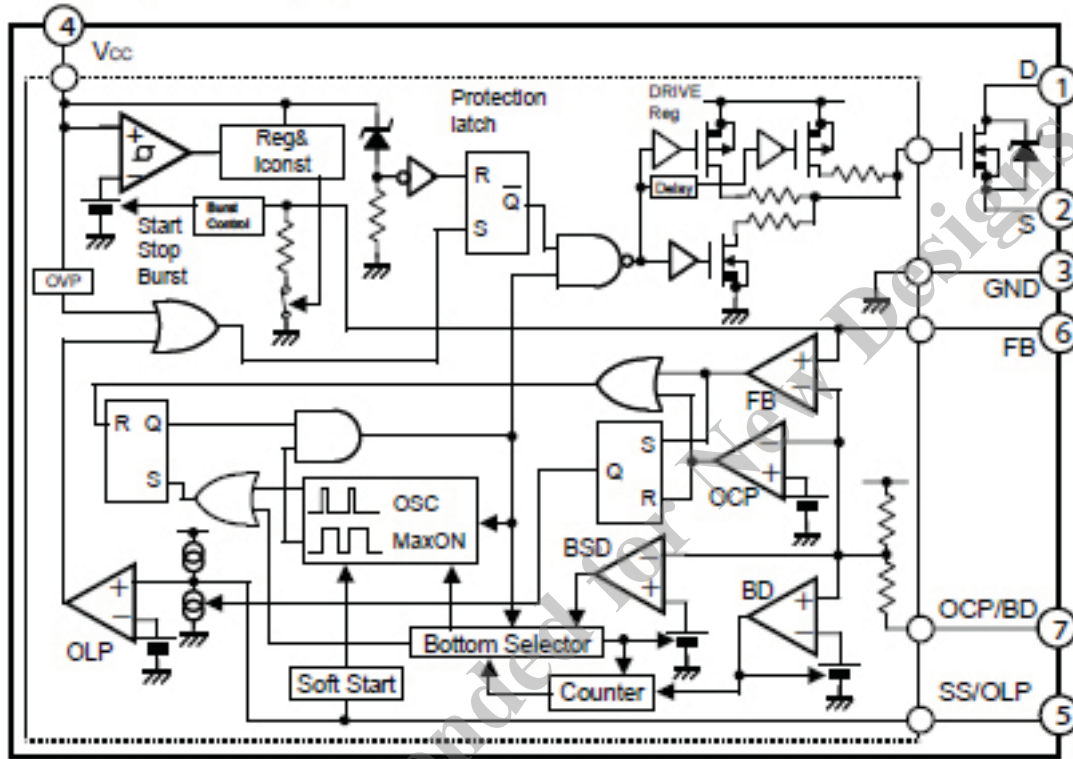 4
Vcc
D
1
Protection
latch
DRIVE
Reg
Reg&
Iconst
+
−
R
Q
S
Delay
Burst
Control
Start
Stop
Burst
OVP
S
2
3
GND
6
FB
+
−
FB
R Q
S
S
Q
R
−
+
OCP
OSC
MaxON
BSD
−
+
BD
+
−
+
−
OLP
Bottom Selector
OCP/BD
7
Soft Start
Counter
SS/OLP
5
nded for New Designs